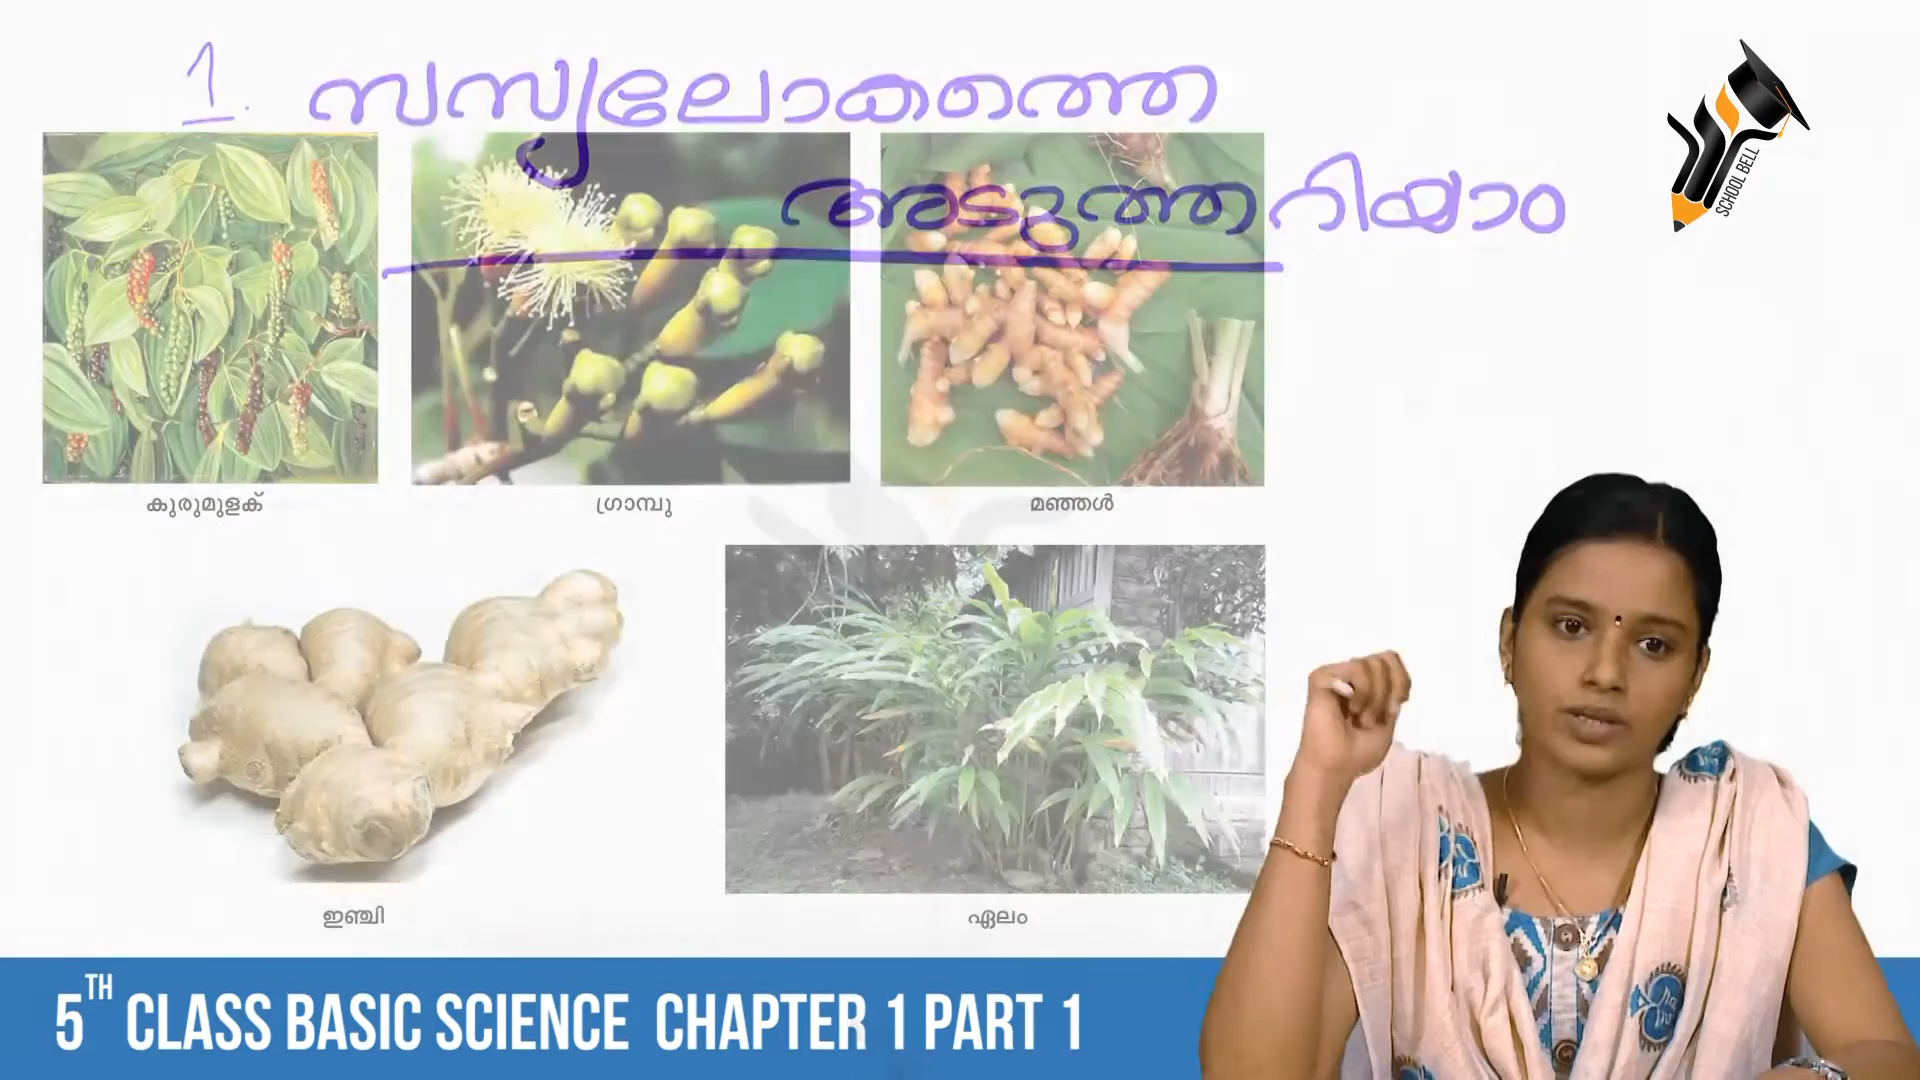 1. സസ്യലോകത്തെ
അടുത്തറിയാം
SCHOOL BELL
കുരുമുളക്
ഗ്രാമ്പു
മഞ്ഞൾ
ഇഞ്ചി
ഏലം
5TH CLASS BASIC SCIENCE CHAPTER 1 PART 1